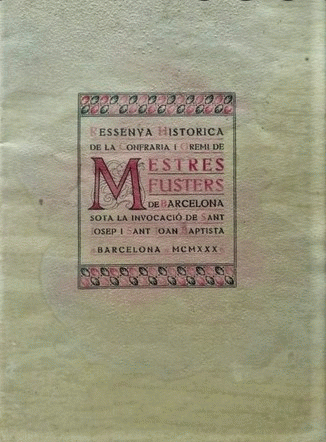 RESSENYA HISTORICA
DE LA CONFRARIA I GREMI DE
MESTRES
FUSTERS
DE BARCELONA
SOTA LA INVOCACIÓ DE SANT
JOSEP I SANT JOAN BAPTISTA
BARCELONA MCMXXX